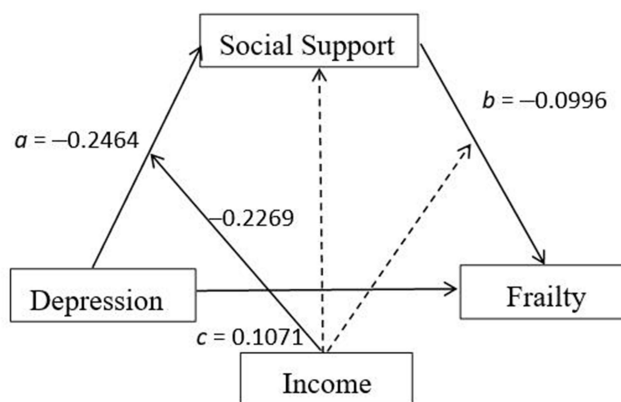 Social Support
b = –0.0996
a = –0.2464
–0.2269
Depression
Frailty
c = 0.1071
Income